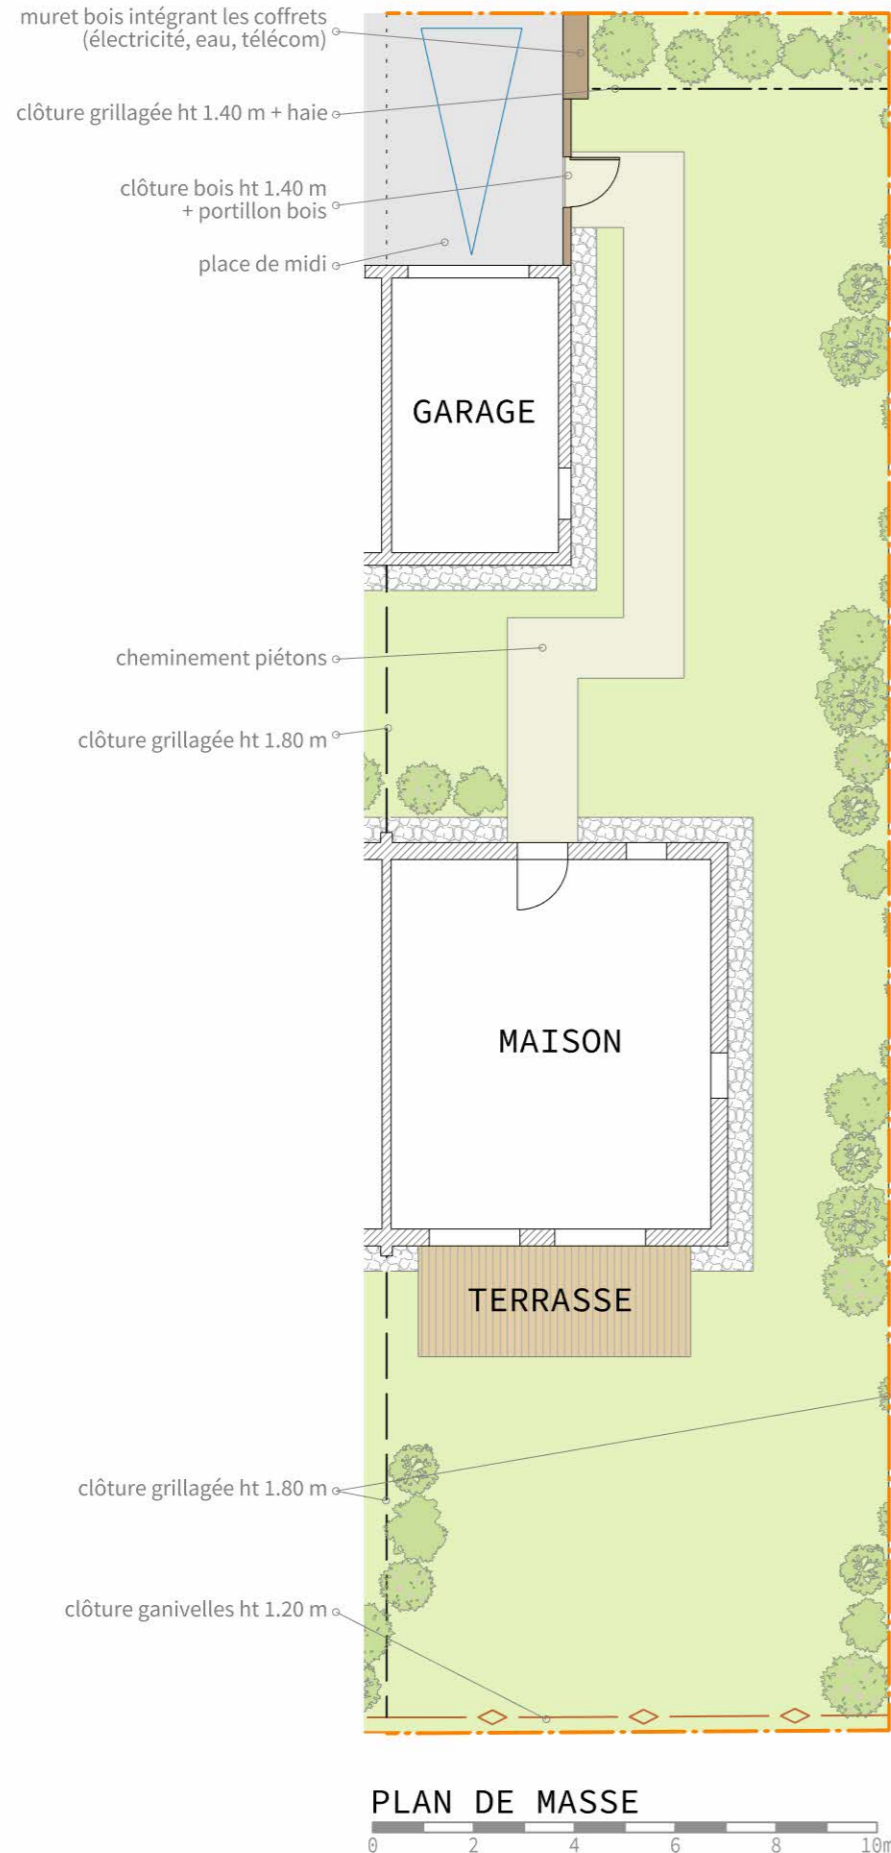 muret bois intégrant les coffrets
(électricité, eau, télécom)
clôture grillagée ht 1.40 m + haie
clôture bois ht 1.40 m
+ portillon bois
place de midi
GARAGE
cheminement piétons
clôture grillagée ht 1.80 m
MAISON
TERRASSE
clôture grillagée ht 1.80 m
clôture ganivelles ht 1.20 m
PLAN DE MASSE
0 2 4 6 8 10m